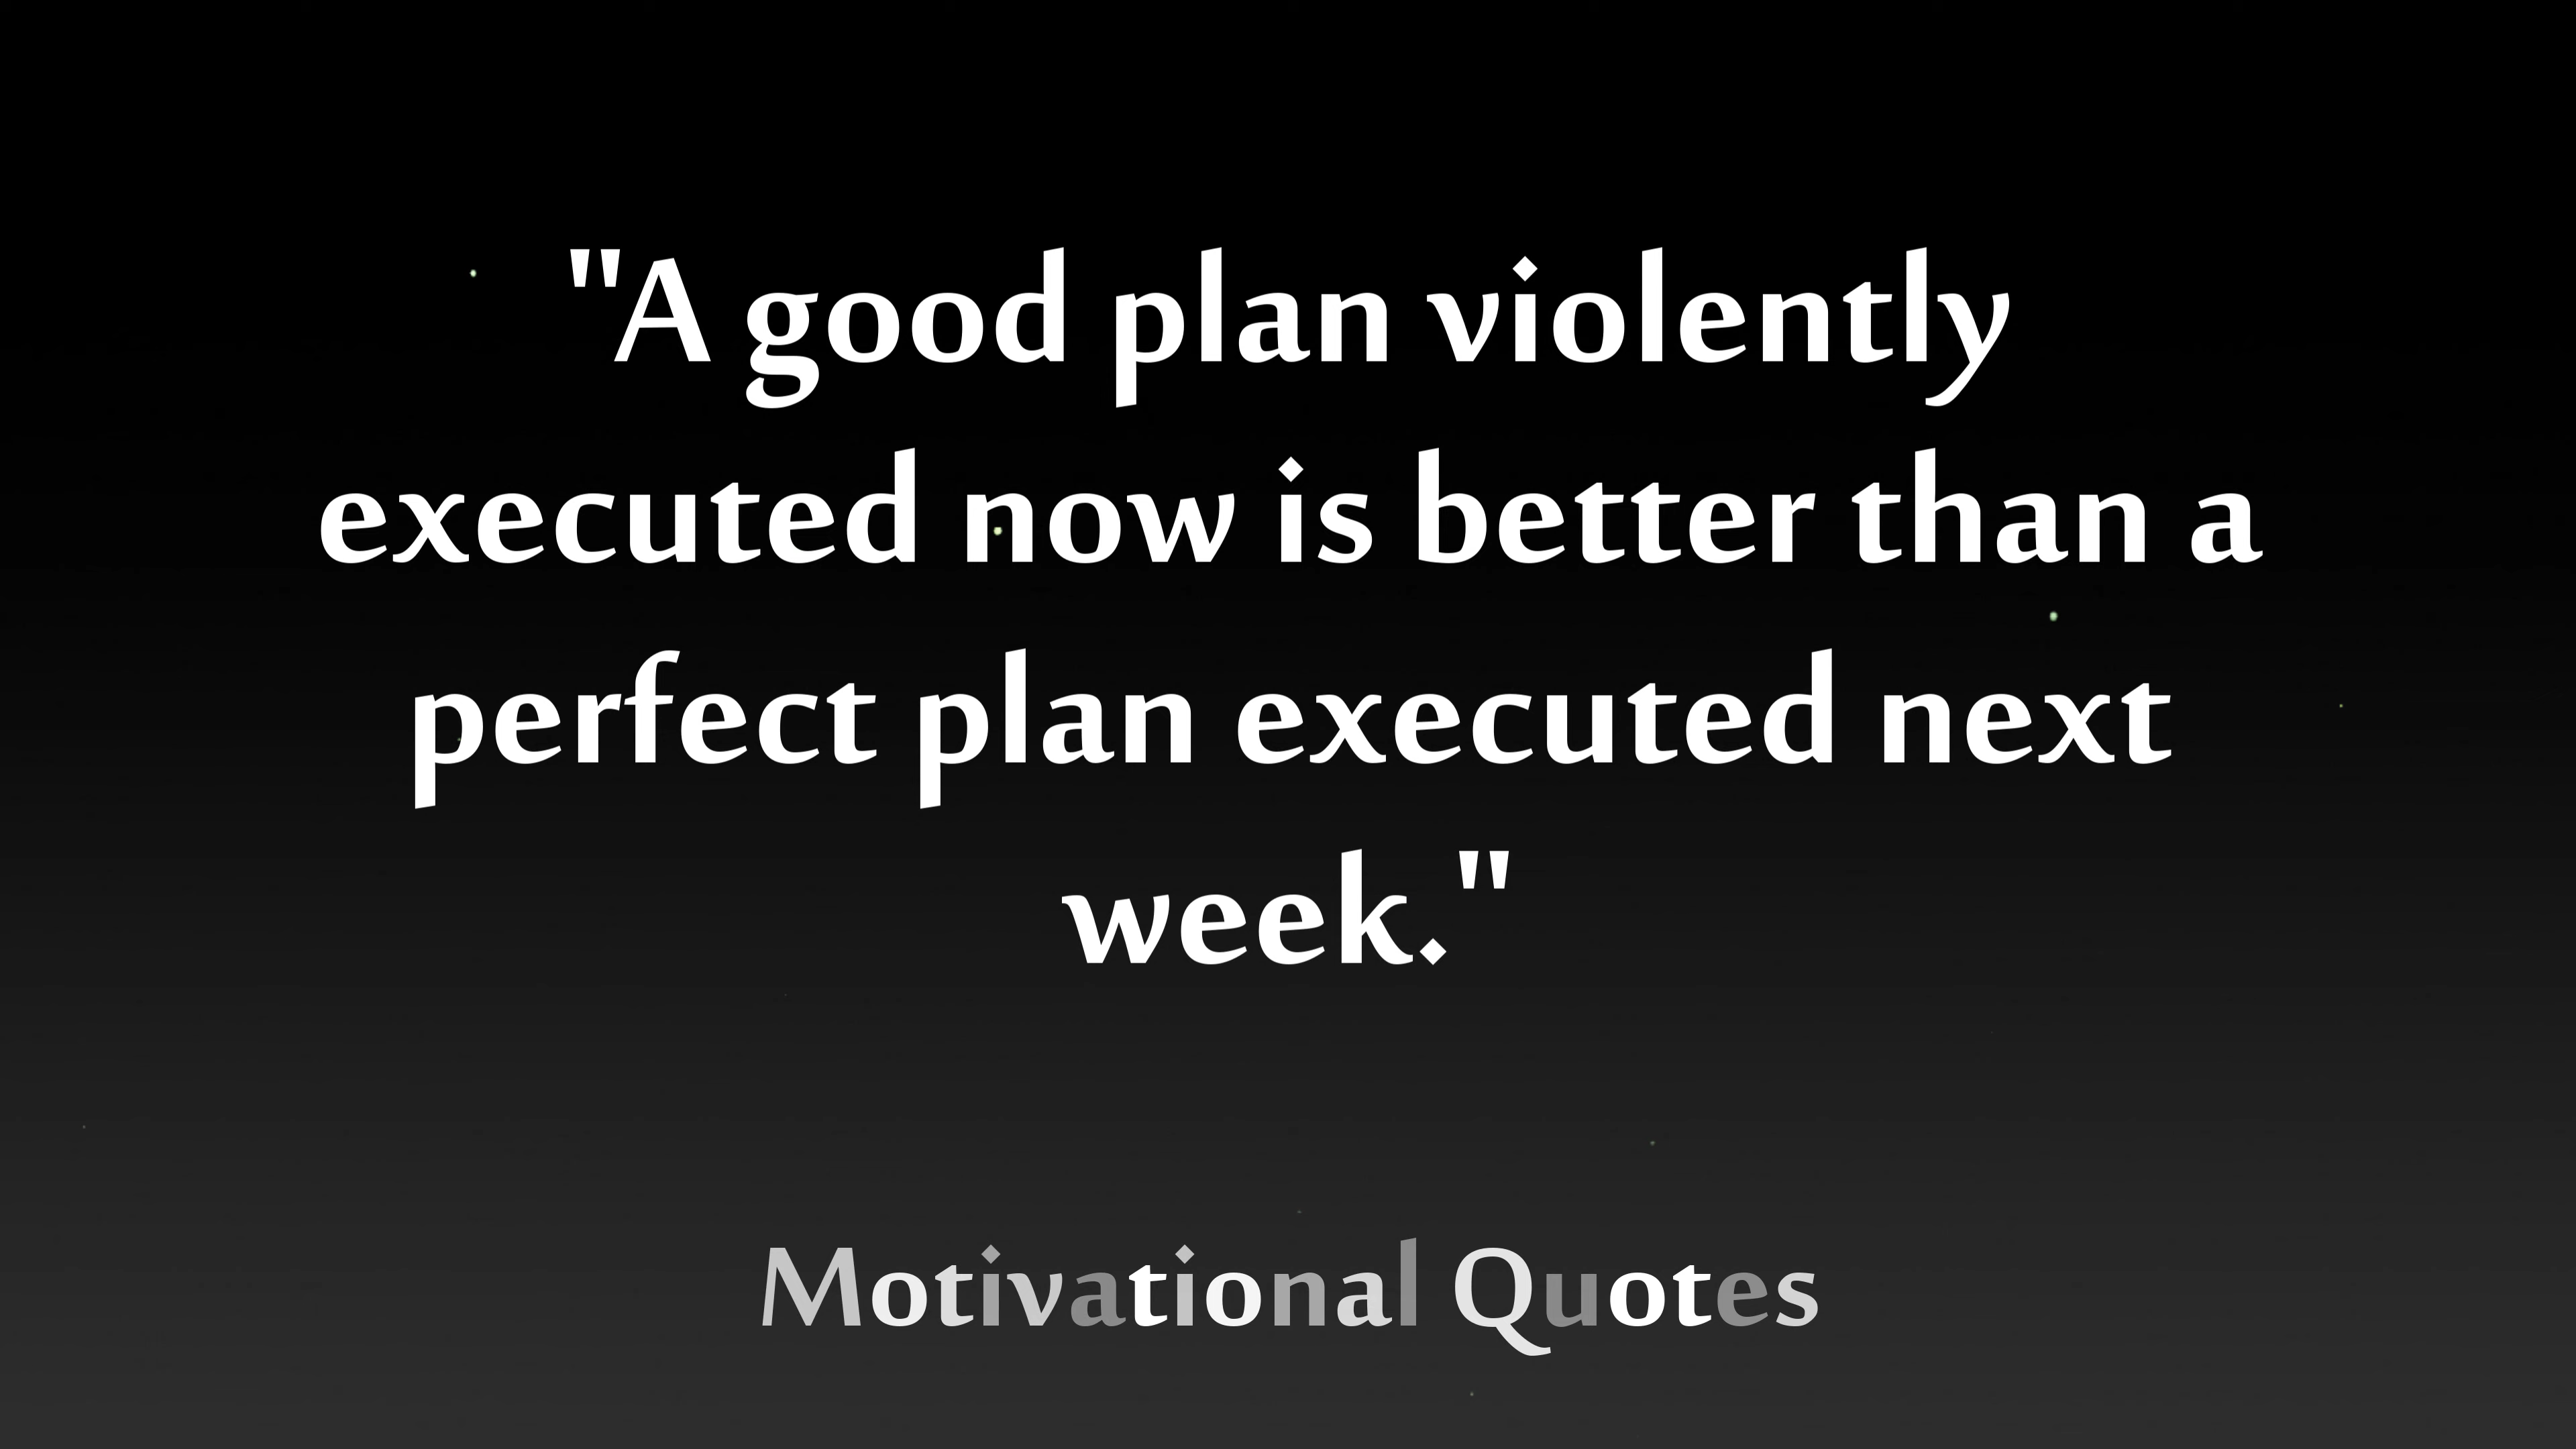 "A good plan violently
executed now is better than a
perfect plan executed next
week."
Motivational Quotes